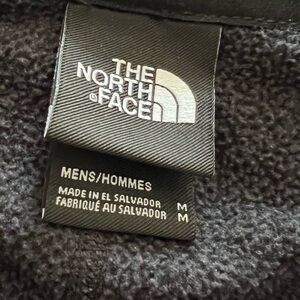 THE
NORTH
FACE
MENS/HOMMES
MADE IN EL SALVADOR M
FABRIQUÉ AU SALVADOR M